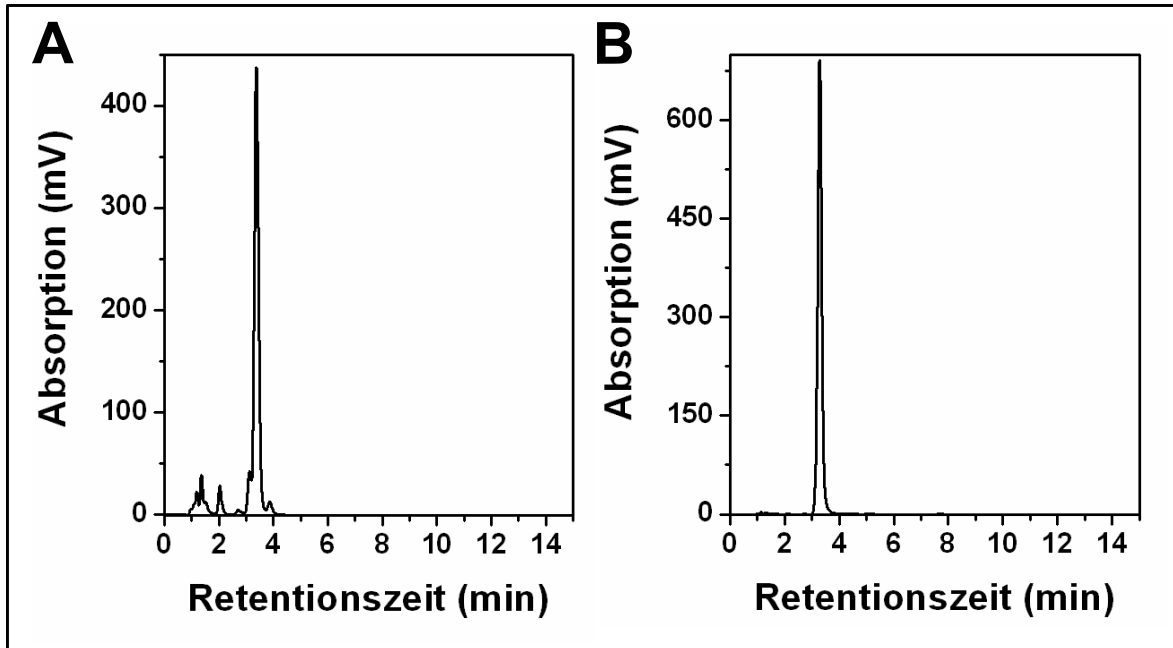 A
Absorption (mV)
400
300
200
100
0
0 2 4 6 8 10 12 14
Retentionszeit (min)
B
Absorption (mV)
600
450
300
150
0
0 2 4 6 8 10 12 14
Retentionszeit (min)